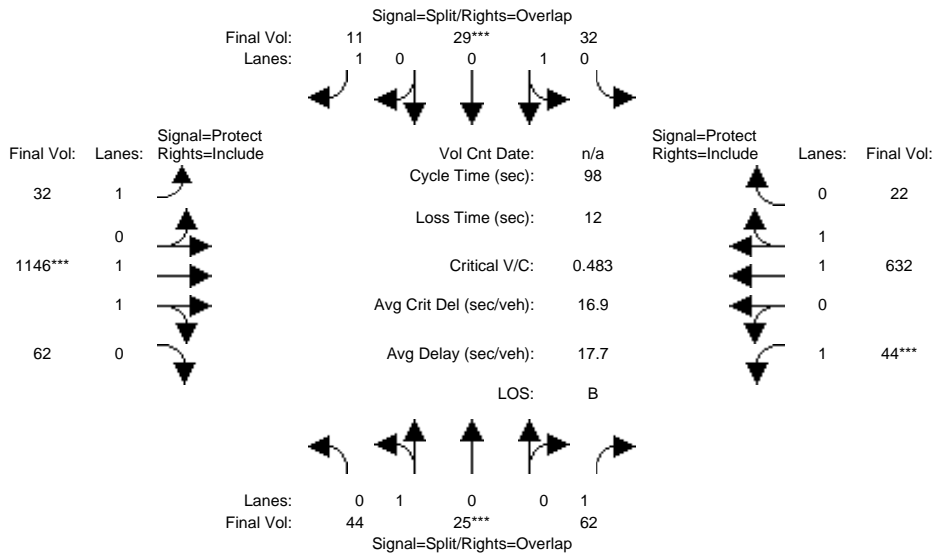 Signal=Split/Rights=Overlap
Final Vol: 11 29*** 32
Lanes: 1 0 0 1 0
Signal=Protect
Final Vol: Lanes: Rights=Include
Vol Cnt Date: n/a
Signal=Protect
Rights=Include Lanes: Final Vol:
Cycle Time (sec): 98
32 1
0 22
Loss Time (sec): 12
0
1
1146*** 1
Critical V/C: 0.483
1 632
1
Avg Crit Del (sec/veh): 16.9
0
62 0
Avg Delay (sec/veh): 17.7
1 44***
LOS: B
Lanes: 0 1 0 0 1
Final Vol: 44 25*** 62
Signal=Split/Rights=Overlap